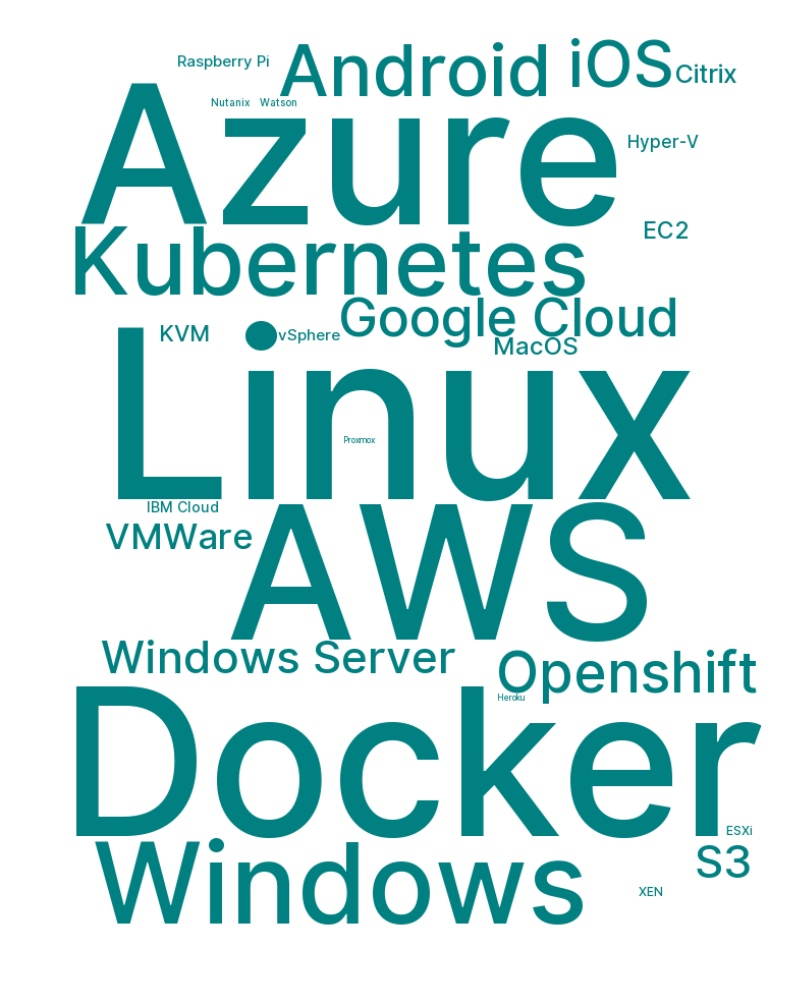 Raspberry Pi
Android
iOS
Citrix
Nutanix
Watson
Azure
Hyper-V
Kubernetes
EC2
Google Cloud
KVM
vSphere
MacOS
Linux
Proxmox
IBM Cloud
VMWare
AWS
Windows Server
Openshift
Heroku
Docker
ESXi
Windows
S3
XEN